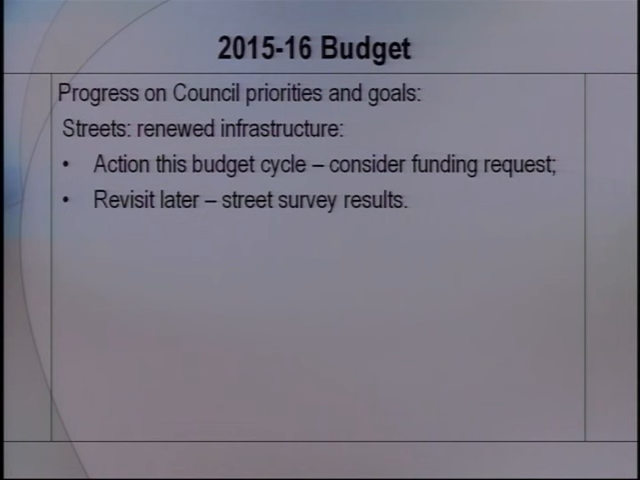 2015-16 Budget
Progress on Council priorities and goals:
Streets: renewed infrastructure:
• Action this budget cycle – consider funding request;
• Revisit later – street survey results.